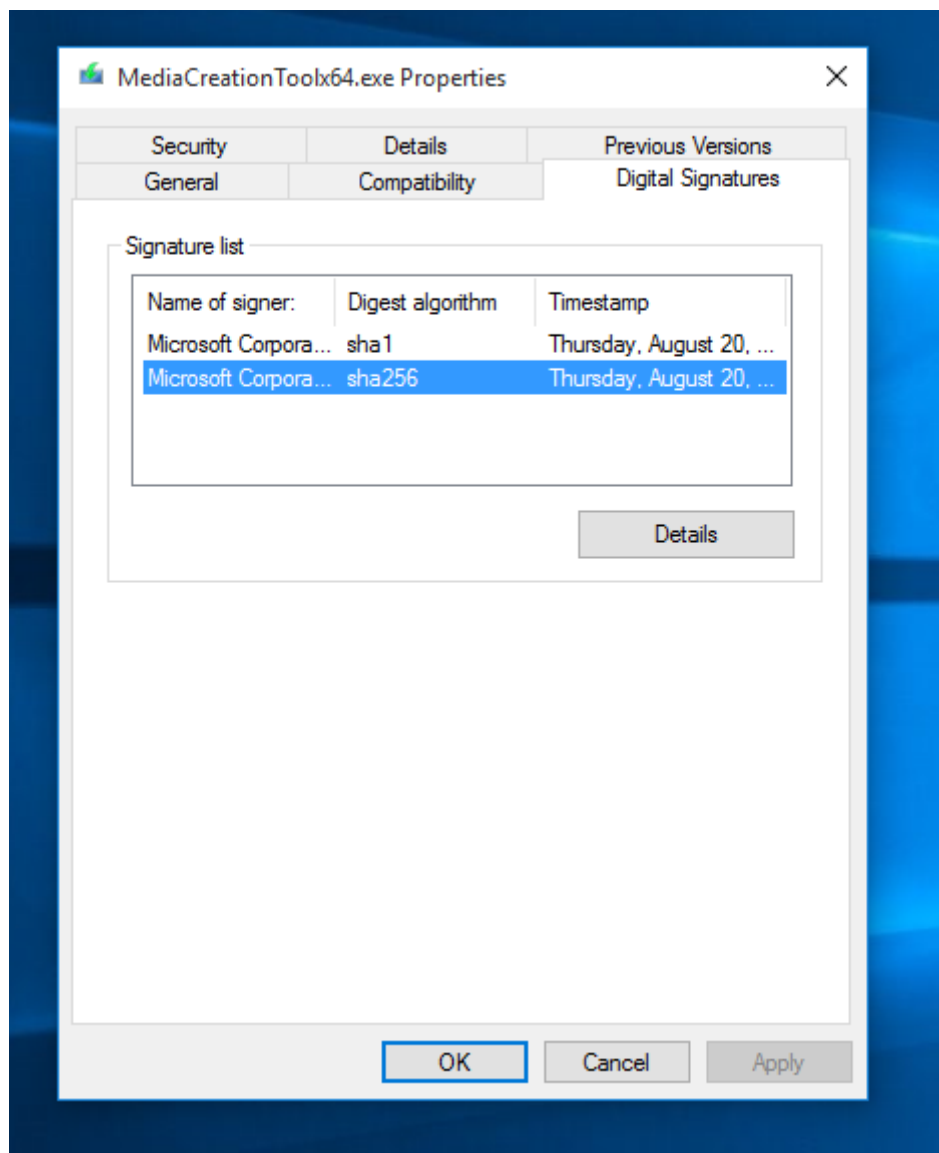 MediaCreationToolx64.exe Properties
Security Details Previous Versions
General Compatibility Digital Signatures
Signature list
Name of signer: Digest algorithm Timestamp
Microsoft Corpora... sha1 Thursday, August 20, ...
Microsoft Corpora... sha256 Thursday, August 20, ...
Details
OK Cancel Apply